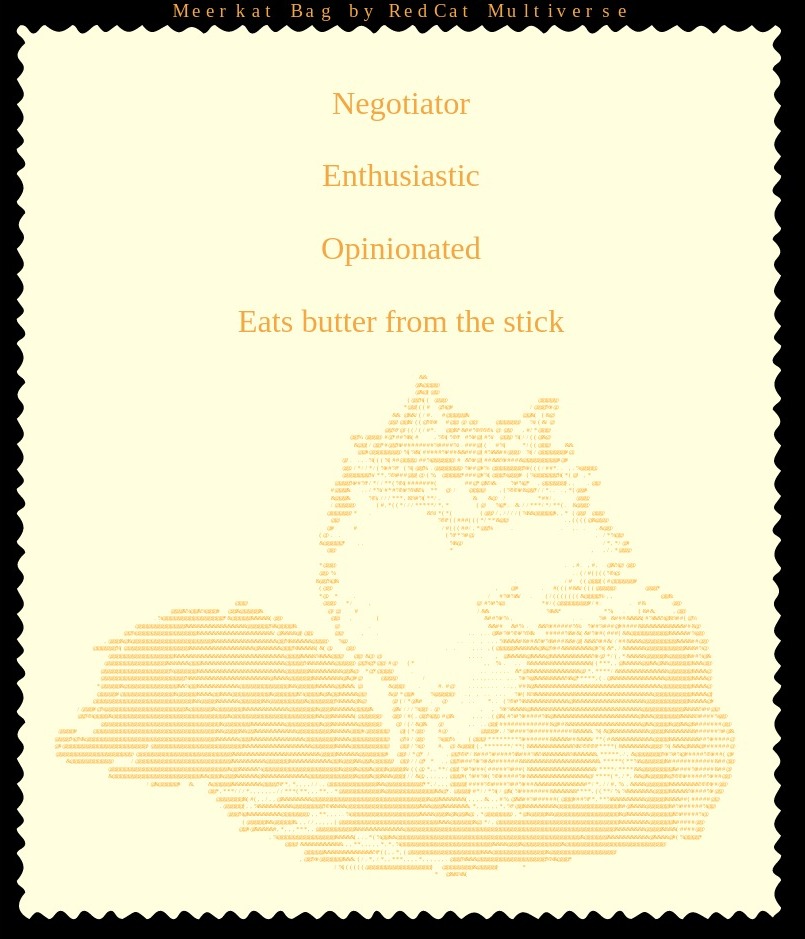 Meerkat Bag by RedCat Multiverse
Negotiator
Enthusiastic
Opinionated
Eats butter from the stick